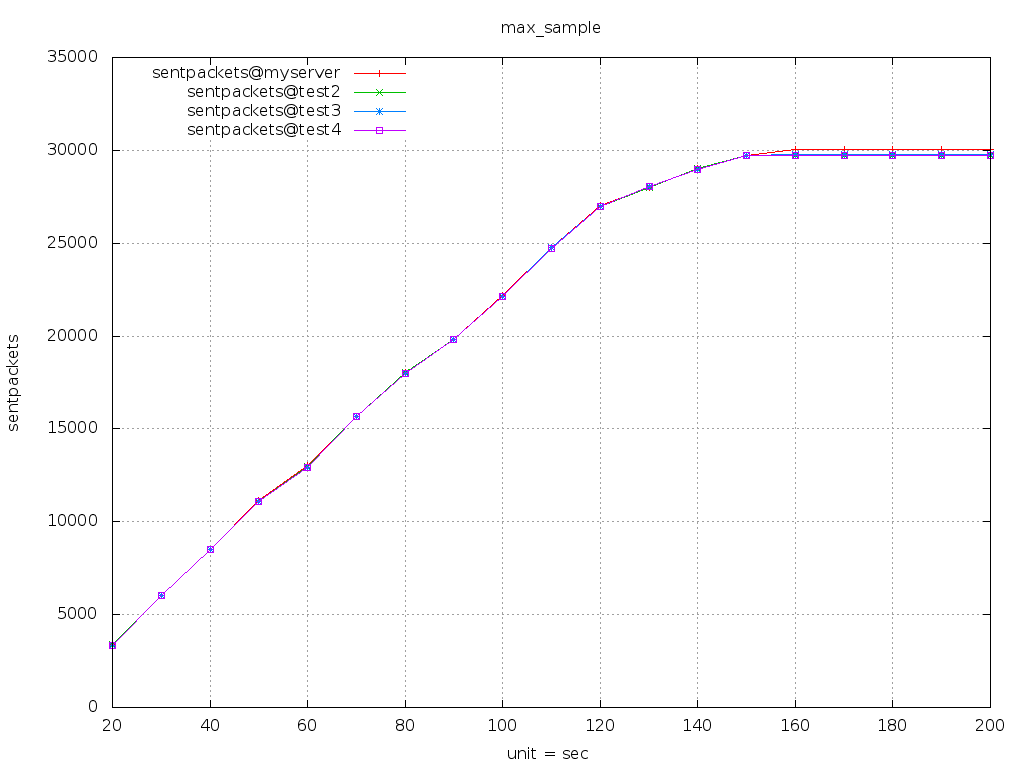 max_sample
35000
30000
25000
20000
15000
10000
5000
0
sentpackets@myserver
sentpackets@test2
sentpackets@test3
sentpackets@test4
sentpackets
20 40 60 80 100 120 140 160 180 200
unit = sec